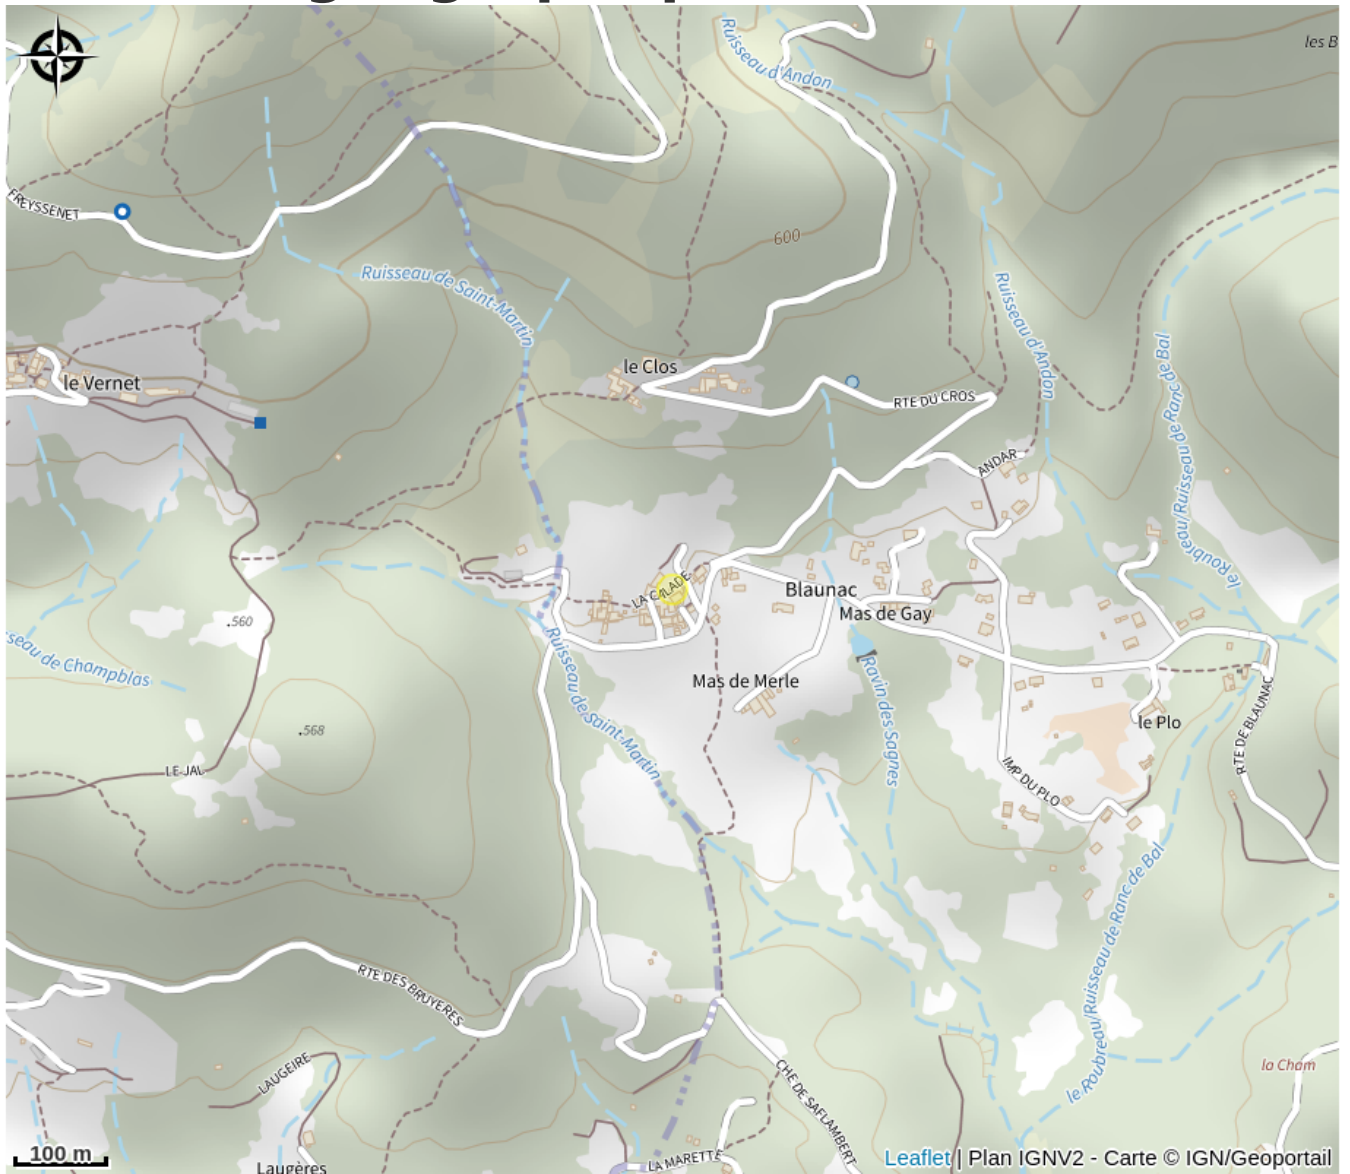 Ruisseau d'Andon
les B
FREYSSENET
600
Ruisseau de Saint-Martin
Ruisseau d'Andon
le Roubreau/Ruisseau de Ranc de Bal
le Clos
le Vernet
RTE DU CROS
ANDAR
LA CALADE
Blaunac
Mas de Gay
.560
seau de Champblas
Ruisseau de Saint-Martin
Ravin des Sagnes
Mas de Merle
RTE DE BLAUNAC
.568
le Plo
LE JAL
IMP DU PLO
le Roubreau/Ruisseau de Ranc de Bal
RTE DES BRUYERES
LAUGEIRE
CHE DE SAFLAMBERT
la Cham
100 m
Laugères
LA MARETTE
Leaflet | Plan IGNV2 - Carte © IGN/Geoportail